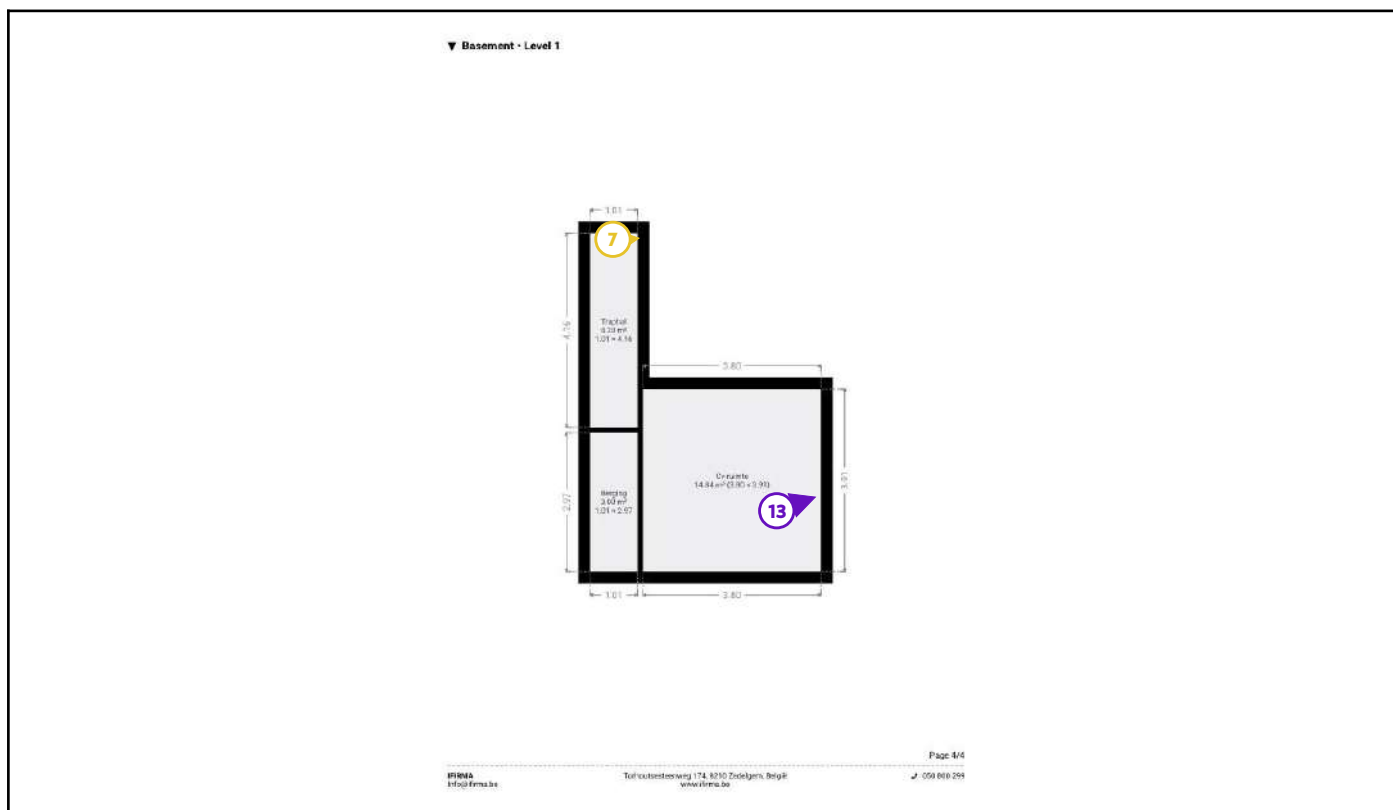 ▼ Basement • Level 1
1.01
7
4.16
Traphal
1.01 × 4.16
3.80
3.91
2.97
Berging
3.00 m²
1.01 × 2.97
CV-ruimte
14.84 m² (3.80 × 3.91)
13
1.01
3.80
Page 4/4
IFIRMA
info@ifirma.be
Torhoutsesteenweg 174, 8210 Zedelgem, België
www.ifirma.be
050 800 299